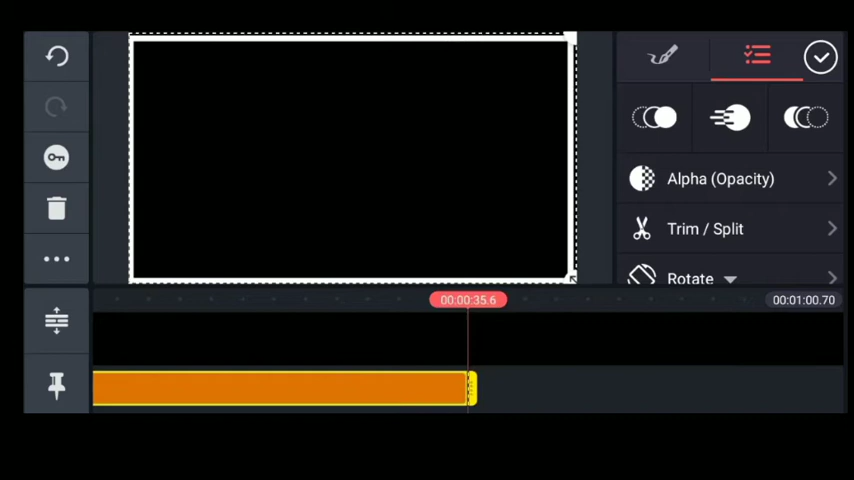 Alpha (Opacity)
Trim / Split
Rotate
00:00:35.6
00:01:00.70